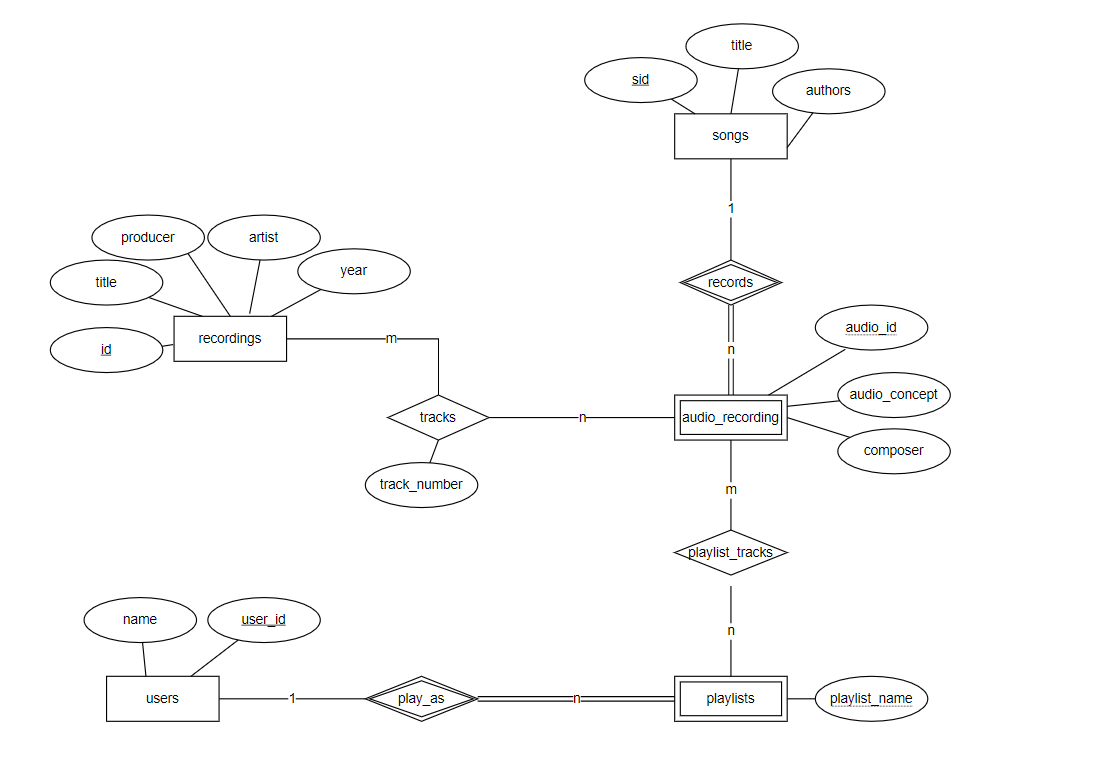 title
sid
authors
songs
1
producer
artist
year
title
records
recordings
id
m
audio_id
n
audio_concept
tracks
n
audio_recording
composer
track_number
m
playlist_tracks
name
user_id
n
users
1
play_as
n
playlists
playlist_name